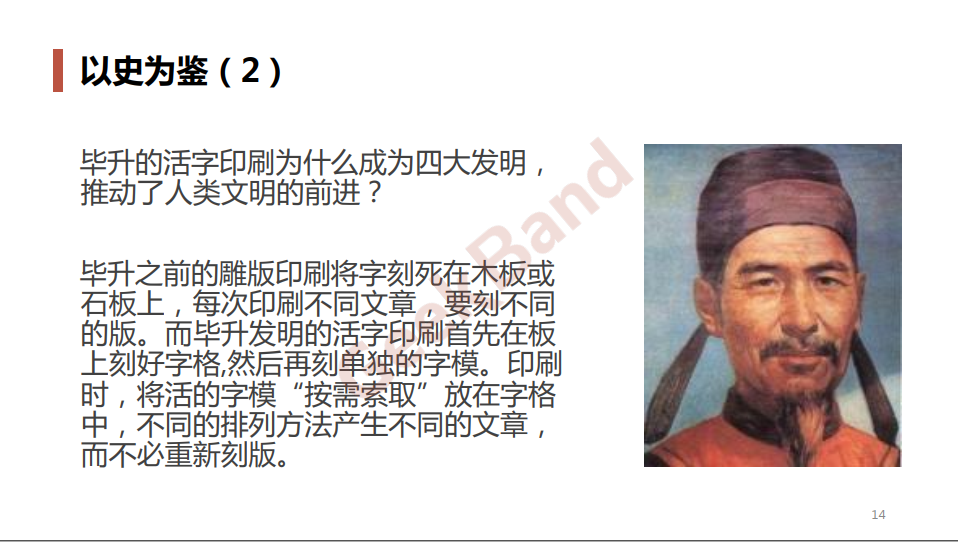 以史为鉴（2）
毕升的活字印刷为什么成为四大发明，
推动了人类文明的前进？
毕升之前的雕版印刷将字刻死在木板或
石板上，每次印刷不同文章，要刻不同
的版。而毕升发明的活字印刷首先在板
上刻好字格,然后再刻单独的字模。印刷
时，将活的字模“按需索取”放在字格
中，不同的排列方法产生不同的文章，
而不必重新刻版。
GeekBand
14